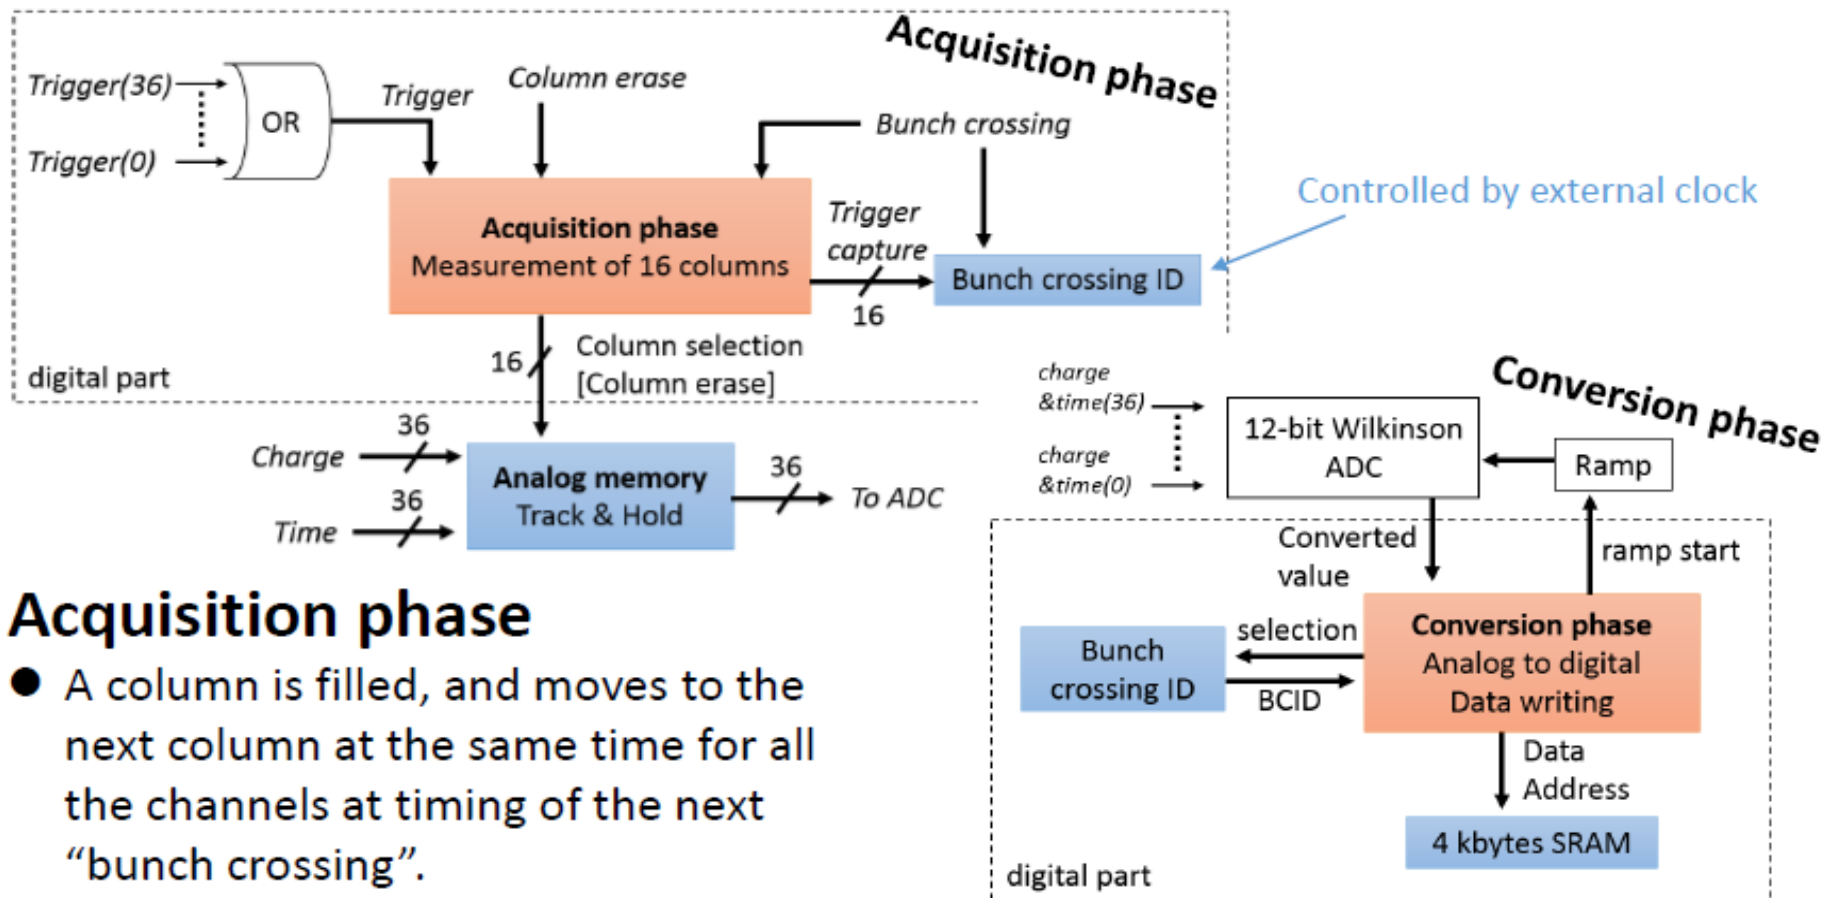 Acquisition phase
Trigger(36)
Trigger(0)
OR
Trigger
Column erase
Bunch crossing
Acquisition phase
Measurement of 16 columns
Trigger
capture
16
Bunch crossing ID
Controlled by external clock
16
Column selection
[Column erase]
digital part
Charge
36
Time
36
Analog memory
Track & Hold
36
To ADC
Conversion phase
charge
&time(36)
charge
&time(0)
12-bit Wilkinson
ADC
Ramp
Converted
value
ramp start
Bunch
crossing ID
selection
BCID
Conversion phase
Analog to digital
Data writing
Data
Address
4 kbytes SRAM
digital part
Acquisition phase
● A column is filled, and moves to the
next column at the same time for all
the channels at timing of the next
“bunch crossing”.